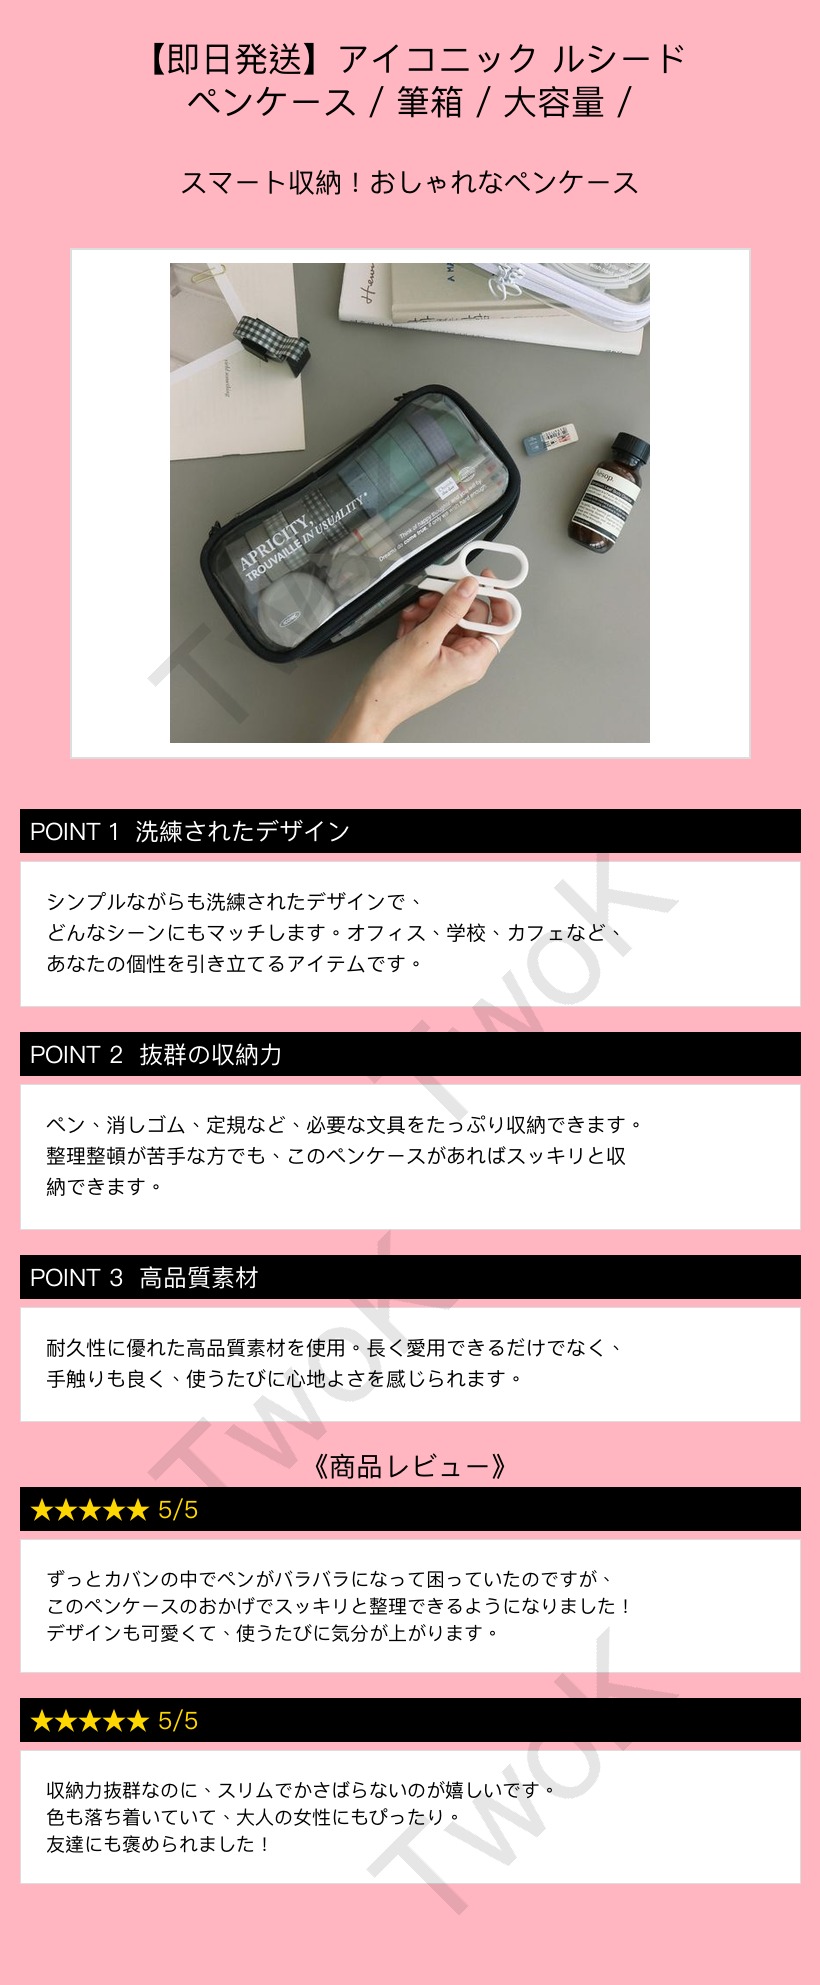 【即日発送】アイコニック ルシード
ペンケース / 筆箱 / 大容量 /
スマート収納！おしゃれなペンケース
Aesop.
APRICITY,
TROUVAILLE IN USUALITY
Think of happy thoughts, and you will fly
Dreams do come true, if only we wish hard enough
ICONIC
POINT 1 洗練されたデザイン
シンプルながらも洗練されたデザインで、
どんなシーンにもマッチします。オフィス、学校、カフェなど、
あなたの個性を引き立てるアイテムです。
POINT 2 抜群の収納力
ペン、消しゴム、定規など、必要な文具をたっぷり収納できます。
整理整頓が苦手な方でも、このペンケースがあればスッキリと収
納できます。
POINT 3 高品質素材
耐久性に優れた高品質素材を使用。長く愛用できるだけでなく、
手触りも良く、使うたびに心地よさを感じられます。
《商品レビュー》
★★★★★ 5/5
ずっとカバンの中でペンがバラバラになって困っていたのですが、
このペンケースのおかげでスッキリと整理できるようになりました！
デザインも可愛くて、使うたびに気分が上がります。
★★★★★ 5/5
収納力抜群なのに、スリムでかさばらないのが嬉しいです。
色も落ち着いていて、大人の女性にもぴったり。
友達にも褒められました！
TwoK
TwoK
TwoK
TwoK